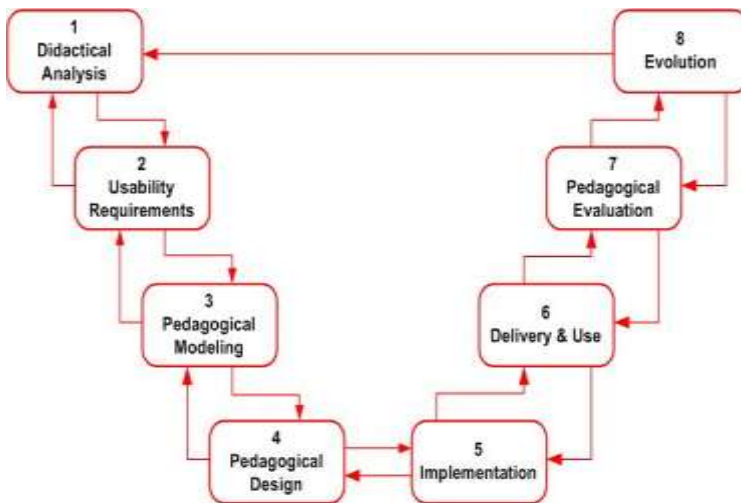 1
Didactical
Analysis
2
Usability
Requirements
3
Pedagogical
Modeling
4
Pedagogical
Design
5
Implementation
6
Delivery & Use
7
Pedagogical
Evaluation
8
Evolution